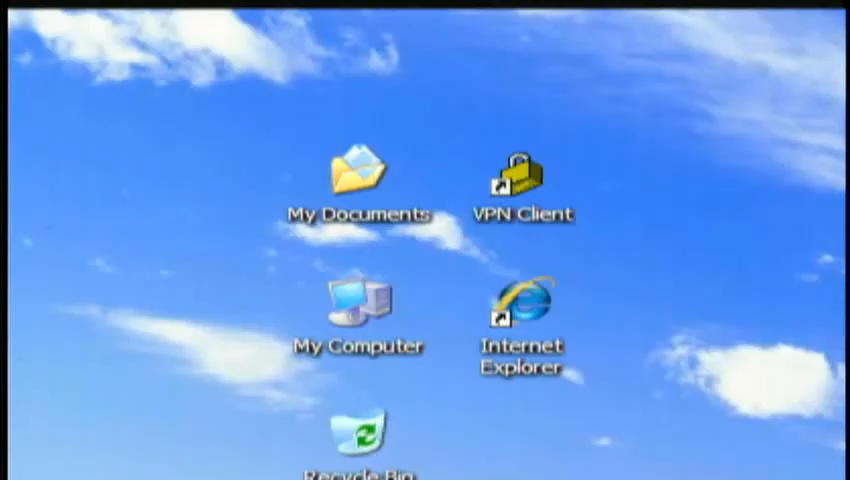 My Documents
VPN Client
My Computer
Internet
Explorer
Recycle Bin